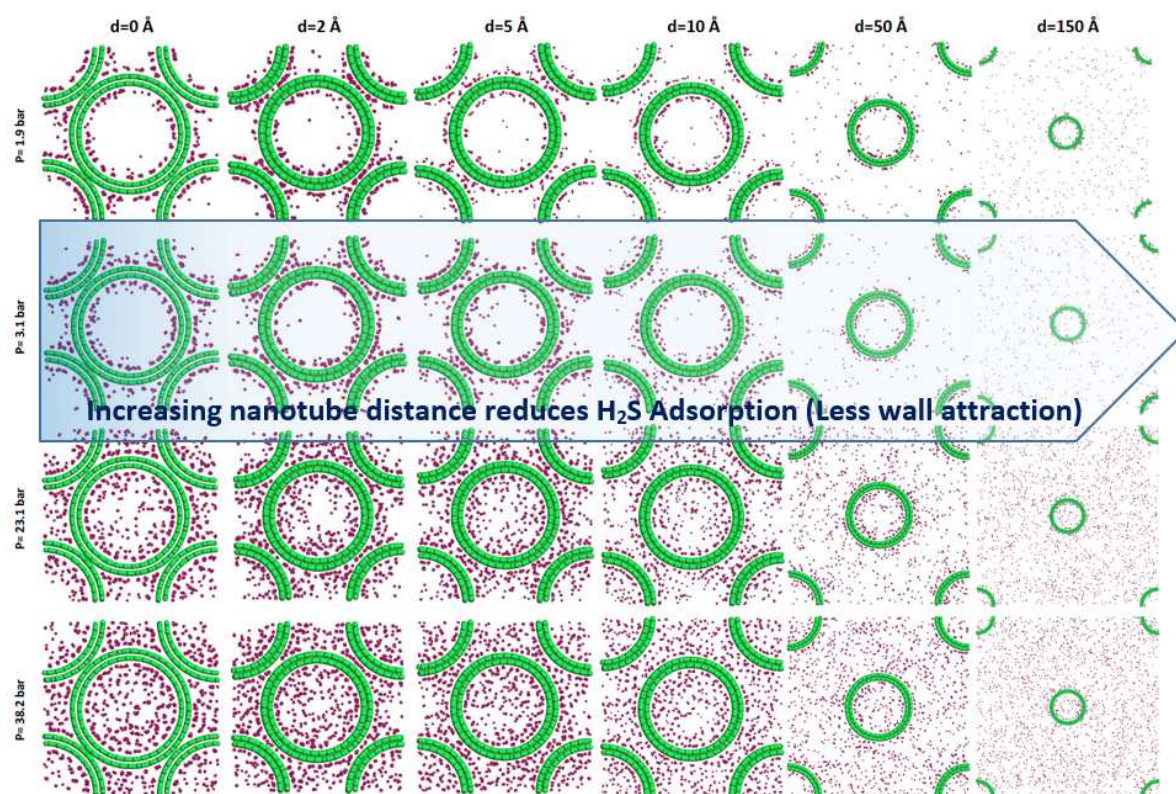 d=0 Å d=2 Å d=5 Å d=10 Å d=50 Å d=150 Å
P= 1.9 bar
P= 3.1 bar
Increasing nanotube distance reduces H₂S Adsorption (Less wall attraction)
P= 23.1 bar
P= 38.2 bar